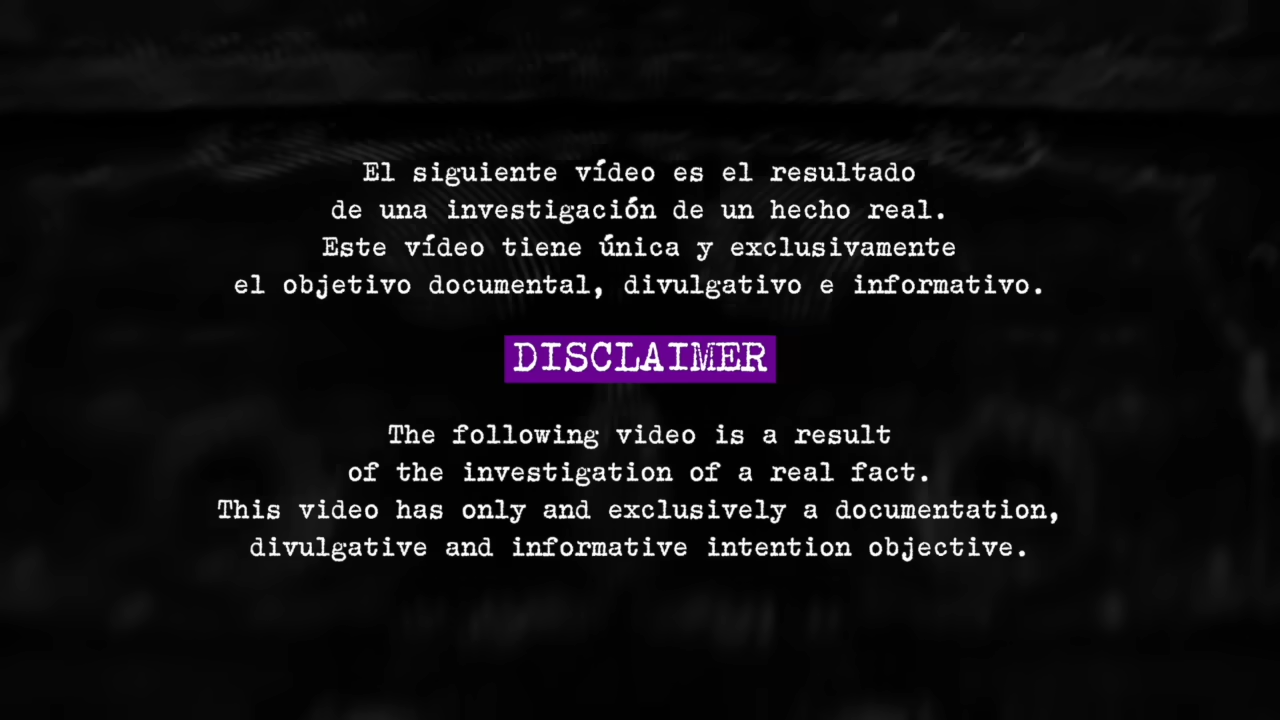 El siguiente vídeo es el resultado
de una investigación de un hecho real.
Este vídeo tiene única y exclusivamente
el objetivo documental, divulgativo e informativo.
DISCLAIMER
The following video is a result
of the investigation of a real fact.
This video has only and exclusively a documentation,
divulgative and informative intention objective.